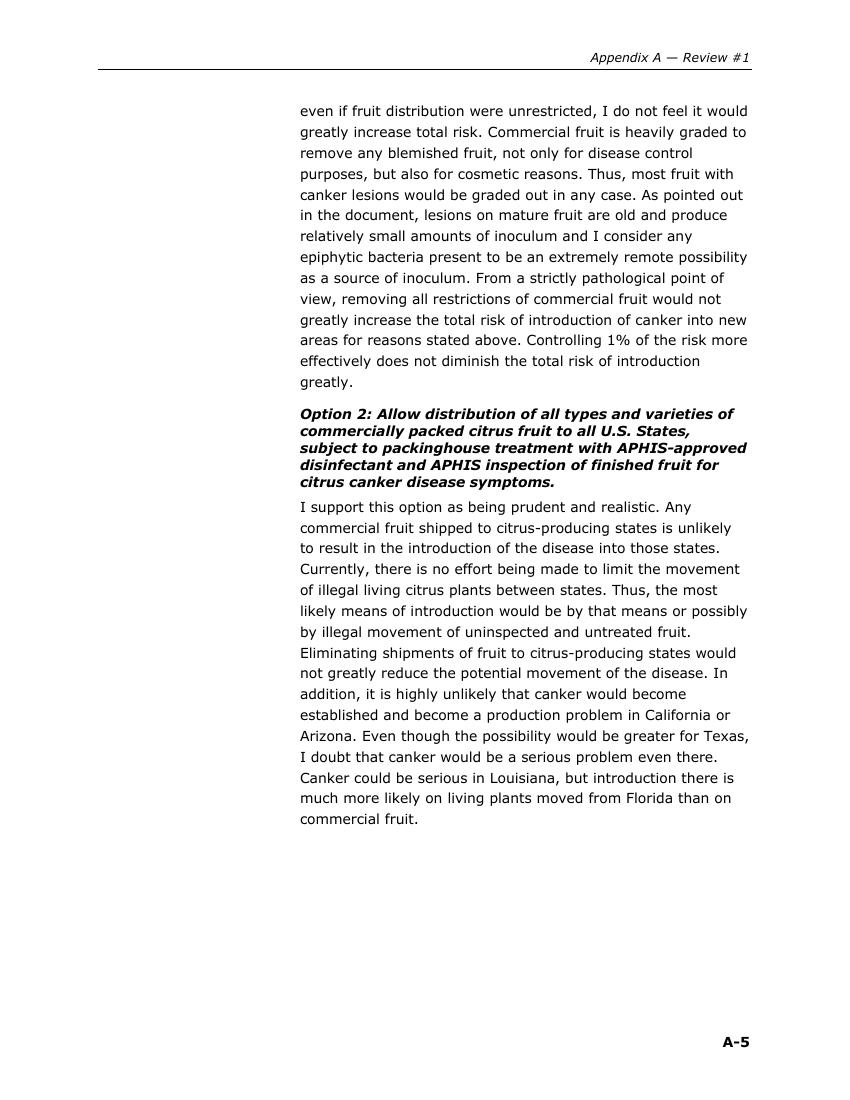 Appendix A — Review #1
even if fruit distribution were unrestricted, I do not feel it would
greatly increase total risk. Commercial fruit is heavily graded to
remove any blemished fruit, not only for disease control
purposes, but also for cosmetic reasons. Thus, most fruit with
canker lesions would be graded out in any case. As pointed out
in the document, lesions on mature fruit are old and produce
relatively small amounts of inoculum and I consider any
epiphytic bacteria present to be an extremely remote possibility
as a source of inoculum. From a strictly pathological point of
view, removing all restrictions of commercial fruit would not
greatly increase the total risk of introduction of canker into new
areas for reasons stated above. Controlling 1% of the risk more
effectively does not diminish the total risk of introduction
greatly.
Option 2: Allow distribution of all types and varieties of
commercially packed citrus fruit to all U.S. States,
subject to packinghouse treatment with APHIS-approved
disinfectant and APHIS inspection of finished fruit for
citrus canker disease symptoms.
I support this option as being prudent and realistic. Any
commercial fruit shipped to citrus-producing states is unlikely
to result in the introduction of the disease into those states.
Currently, there is no effort being made to limit the movement
of illegal living citrus plants between states. Thus, the most
likely means of introduction would be by that means or possibly
by illegal movement of uninspected and untreated fruit.
Eliminating shipments of fruit to citrus-producing states would
not greatly reduce the potential movement of the disease. In
addition, it is highly unlikely that canker would become
established and become a production problem in California or
Arizona. Even though the possibility would be greater for Texas,
I doubt that canker would be a serious problem even there.
Canker could be serious in Louisiana, but introduction there is
much more likely on living plants moved from Florida than on
commercial fruit.
A-5